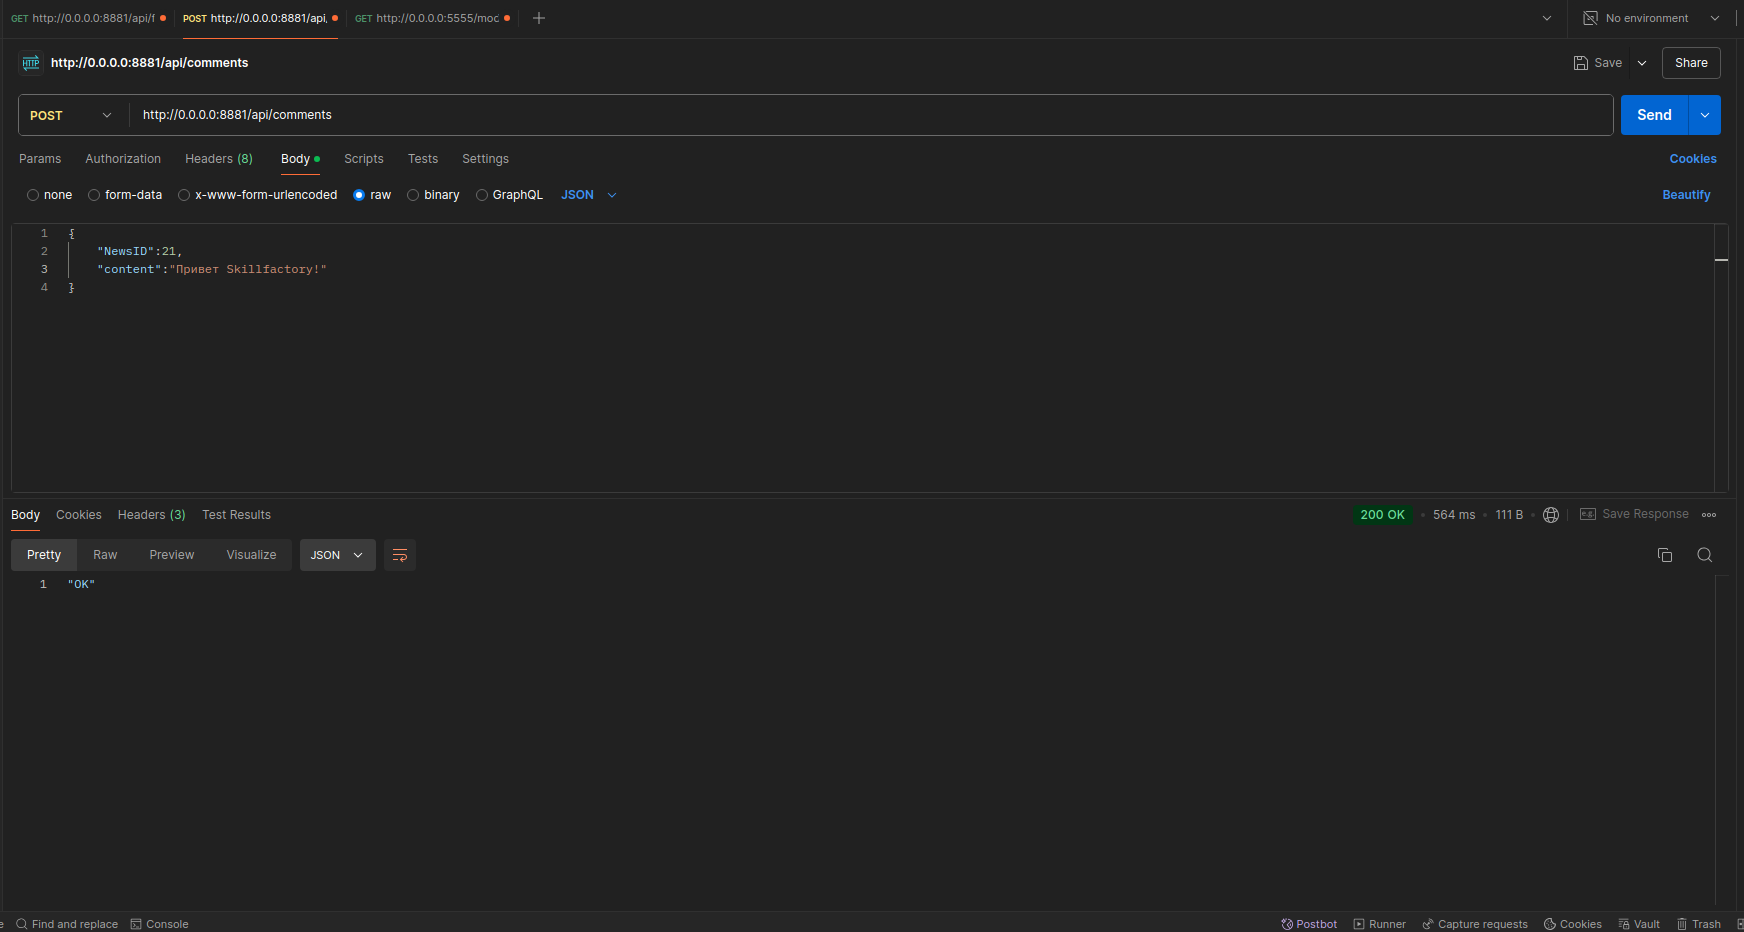 GET http://0.0.0.0:8881/api/f
POST http://0.0.0.0:8881/api,
GET http://0.0.0.0:5555/moc
No environment
HTTP http://0.0.0.0:8881/api/comments
Save
Share
POST http://0.0.0.0:8881/api/comments
Send
Params Authorization Headers (8) Body Scripts Tests Settings Cookies
none form-data x-www-form-urlencoded raw binary GraphQL JSON Beautify
1 {
2 "NewsID":21,
3 "content":"Привет Skillfactory!"
4 }
Body Cookies Headers (3) Test Results 200 OK 564 ms 111 B Save Response
Pretty Raw Preview Visualize JSON
1 "OK"
Find and replace Console Postbot Runner Capture requests Cookies Vault Trash